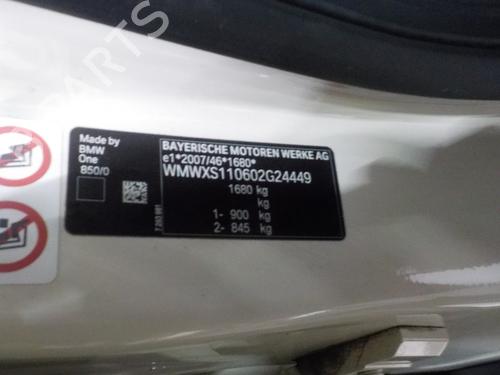 PARTS
Made by
BMW
One
850/0
BAYERISCHE MOTOREN WERKE AG
e1*2007/46*1680*
WMWXS110602G24449
1680 kg
kg
1- 900 kg
2- 845 kg